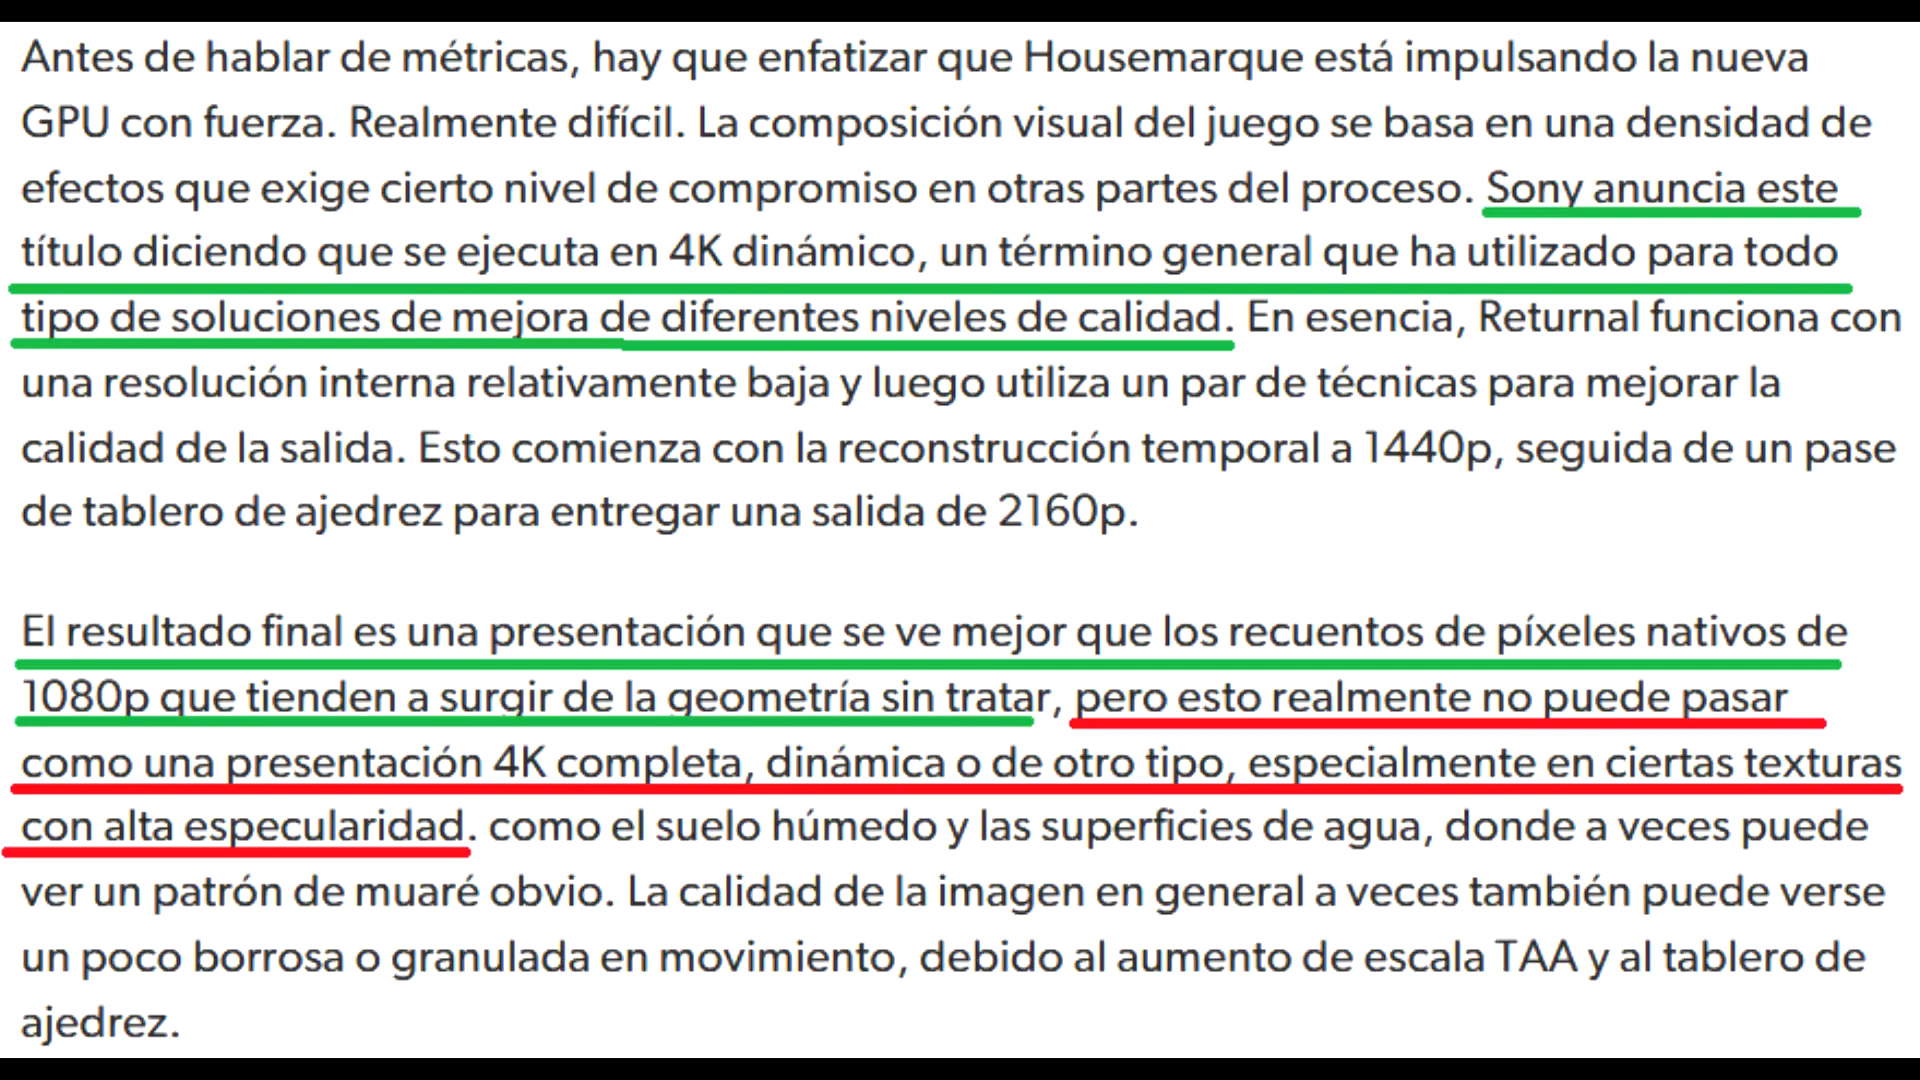 Antes de hablar de métricas, hay que enfatizar que Housemarque está impulsando la nueva
GPU con fuerza. Realmente difícil. La composición visual del juego se basa en una densidad de
efectos que exige cierto nivel de compromiso en otras partes del proceso. Sony anuncia este
título diciendo que se ejecuta en 4K dinámico, un término general que ha utilizado para todo
tipo de soluciones de mejora de diferentes niveles de calidad. En esencia, Returnal funciona con
una resolución interna relativamente baja y luego utiliza un par de técnicas para mejorar la
calidad de la salida. Esto comienza con la reconstrucción temporal a 1440p, seguida de un pase
de tablero de ajedrez para entregar una salida de 2160p.
El resultado final es una presentación que se ve mejor que los recuentos de píxeles nativos de
1080p que tienden a surgir de la geometría sin tratar, pero esto realmente no puede pasar
como una presentación 4K completa, dinámica o de otro tipo, especialmente en ciertas texturas
con alta especularidad. como el suelo húmedo y las superficies de agua, donde a veces puede
ver un patrón de muaré obvio. La calidad de la imagen en general a veces también puede verse
un poco borrosa o granulada en movimiento, debido al aumento de escala TAA y al tablero de
ajedrez.